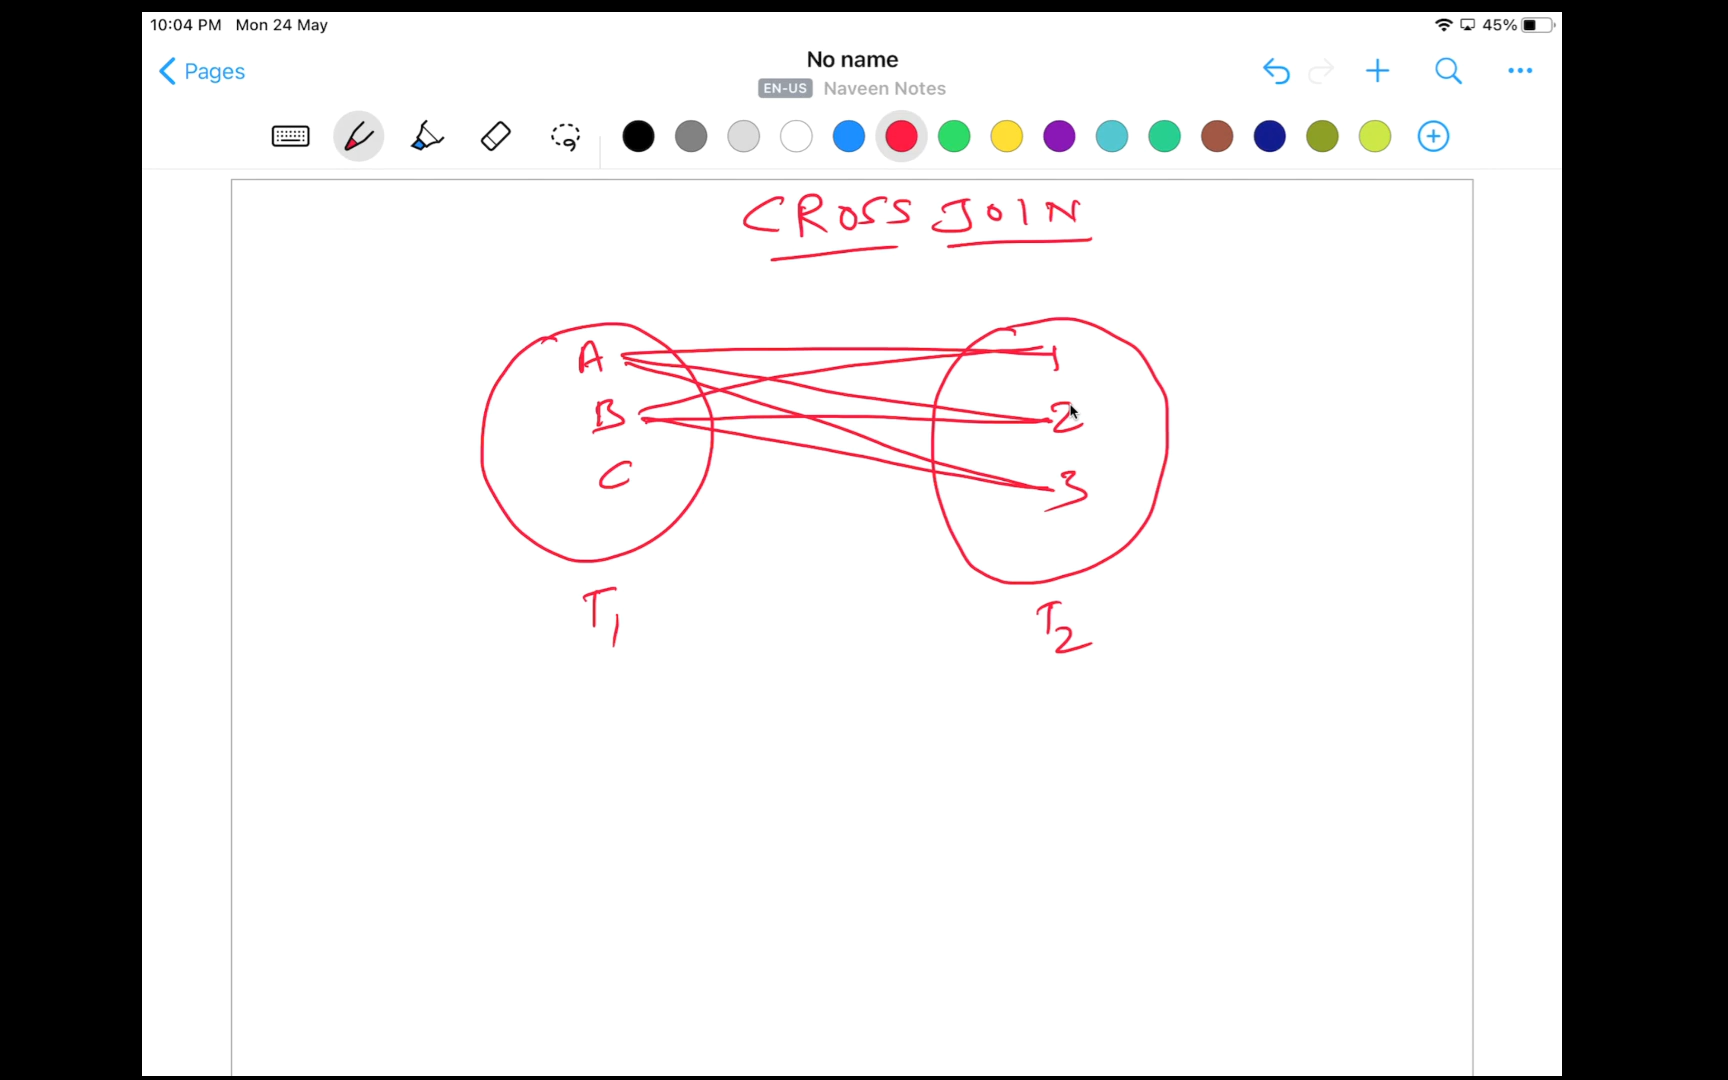 10:04 PM Mon 24 May
45%
Pages
No name
EN-US Naveen Notes
CROSS JOIN
A
1
B
2
C
3
T1
T2